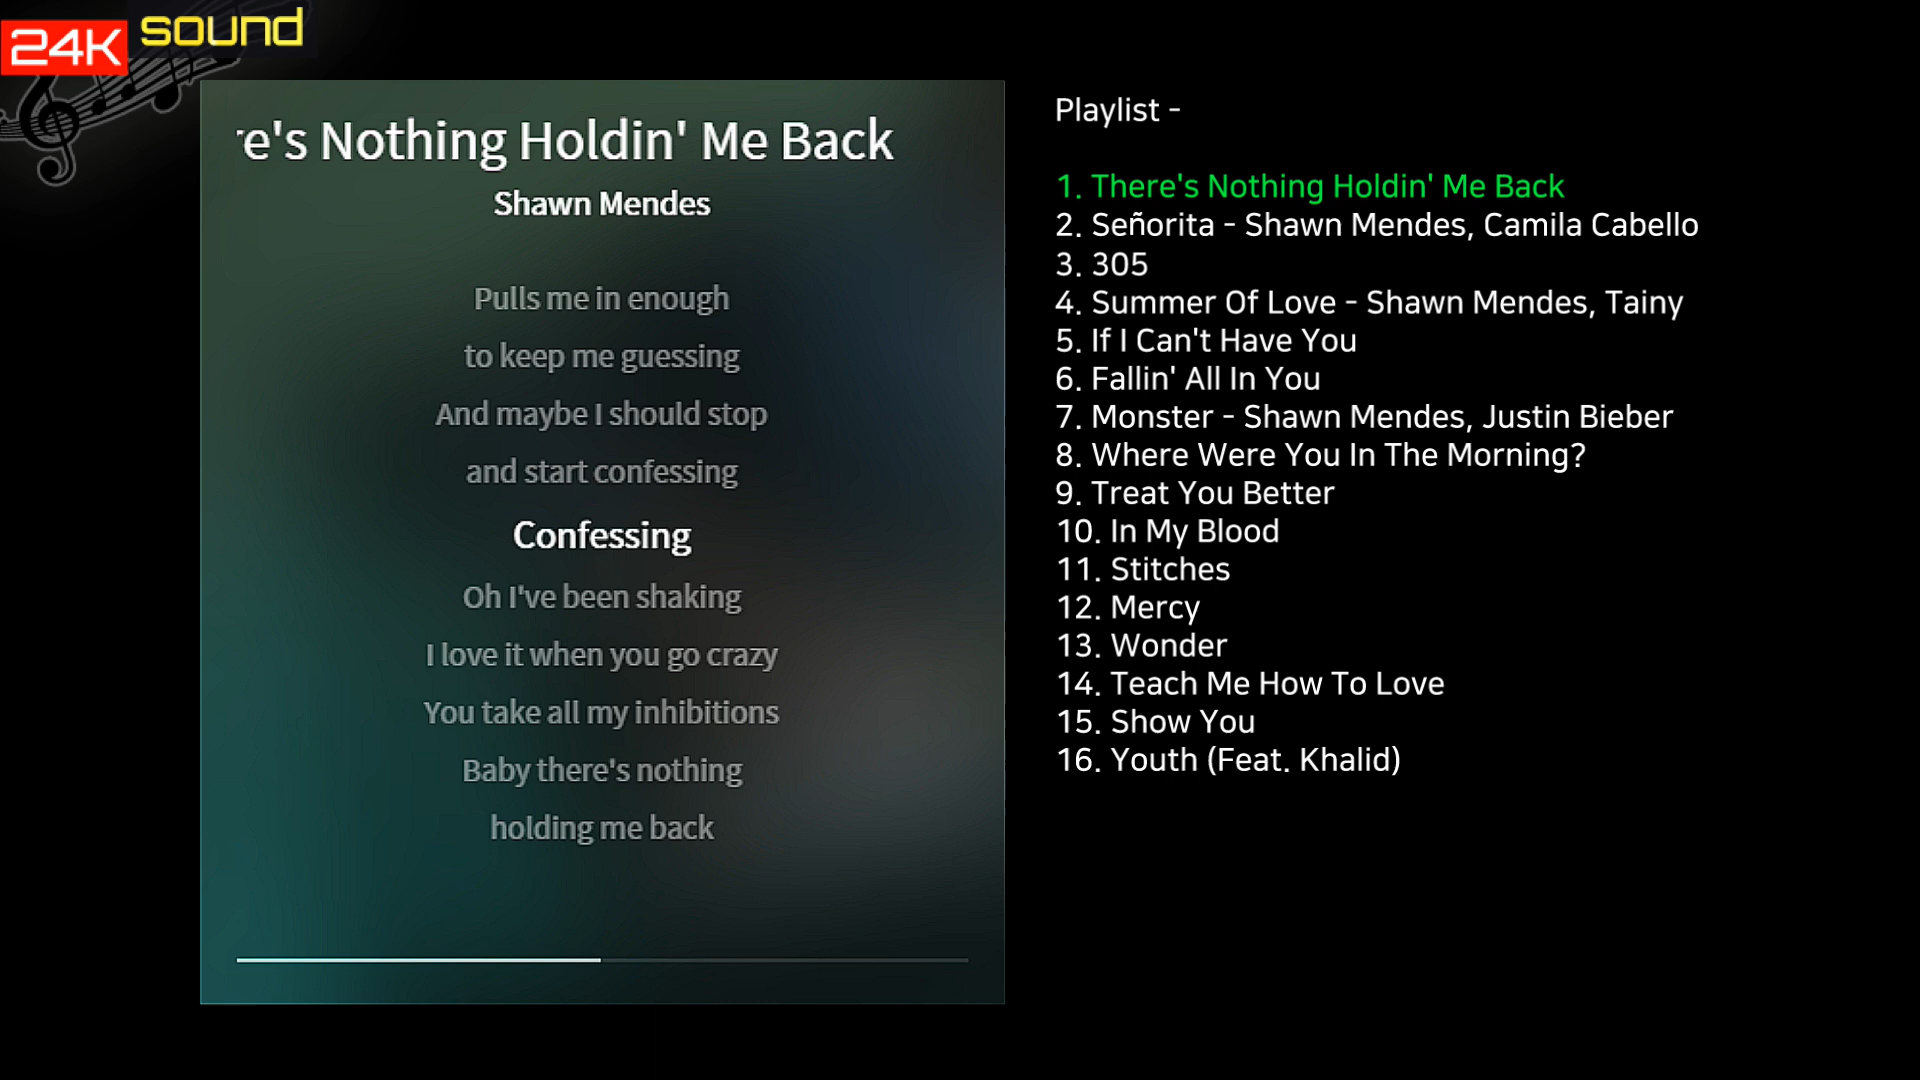 24K sound
re's Nothing Holdin' Me Back
Shawn Mendes
Pulls me in enough
to keep me guessing
And maybe I should stop
and start confessing
Confessing
Oh I've been shaking
I love it when you go crazy
You take all my inhibitions
Baby there's nothing
holding me back
Playlist -
1. There's Nothing Holdin' Me Back
2. Señorita - Shawn Mendes, Camila Cabello
3. 305
4. Summer Of Love - Shawn Mendes, Tainy
5. If I Can't Have You
6. Fallin' All In You
7. Monster - Shawn Mendes, Justin Bieber
8. Where Were You In The Morning?
9. Treat You Better
10. In My Blood
11. Stitches
12. Mercy
13. Wonder
14. Teach Me How To Love
15. Show You
16. Youth (Feat. Khalid)